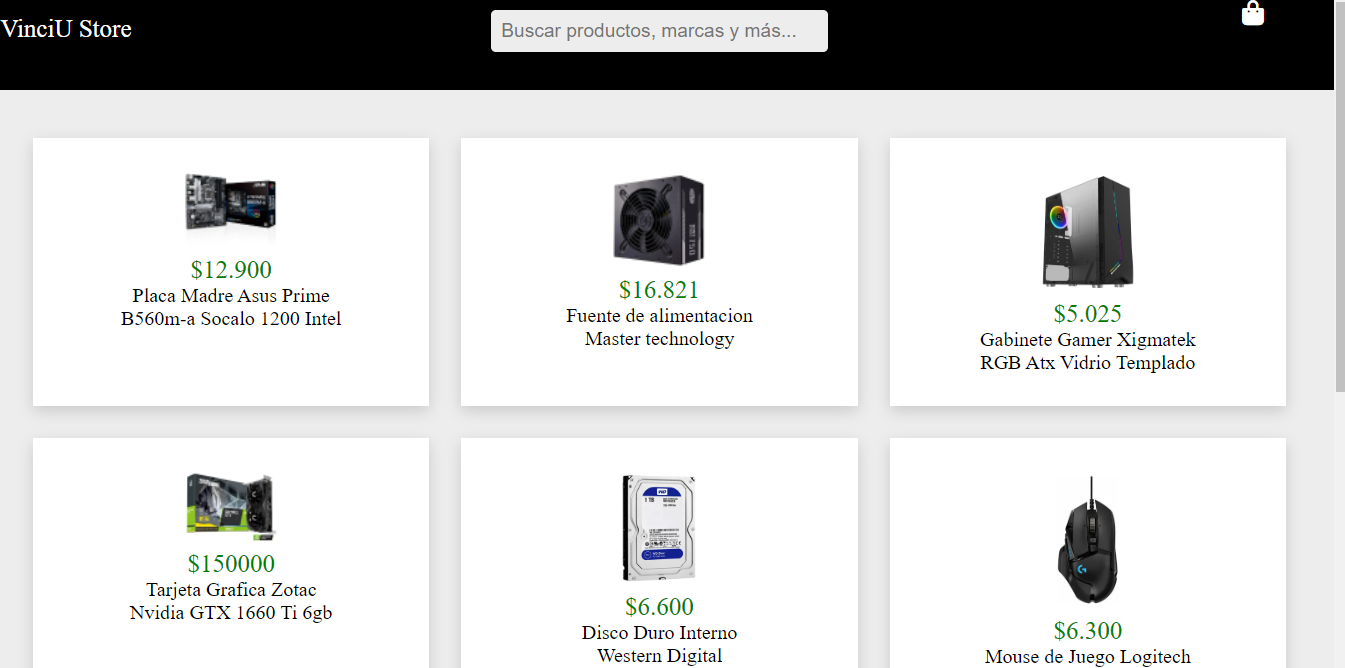 VinciU Store
Buscar productos, marcas y más...
$12.900
Placa Madre Asus Prime
B560m-a Socalo 1200 Intel
$16.821
Fuente de alimentacion
Master technology
$5.025
Gabinete Gamer Xigmatek
RGB Atx Vidrio Templado
$150000
Tarjeta Grafica Zotac
Nvidia GTX 1660 Ti 6gb
1 TB
$6.600
Disco Duro Interno
Western Digital
$6.300
Mouse de Juego Logitech